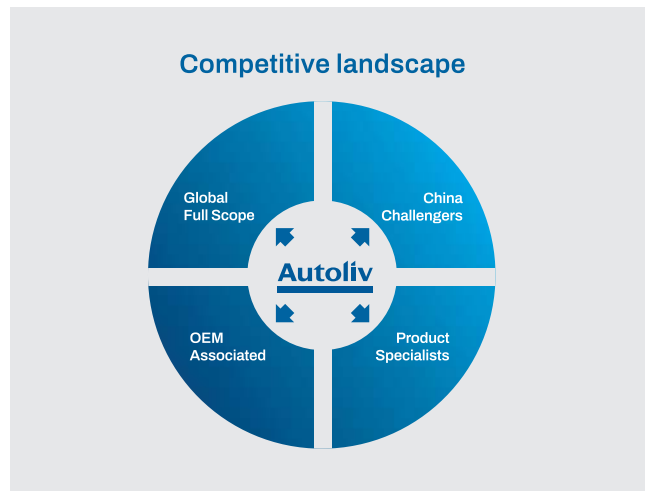 Competitive landscape
Global
Full Scope
China
Challengers
Autoliv
OEM
Associated
Product
Specialists